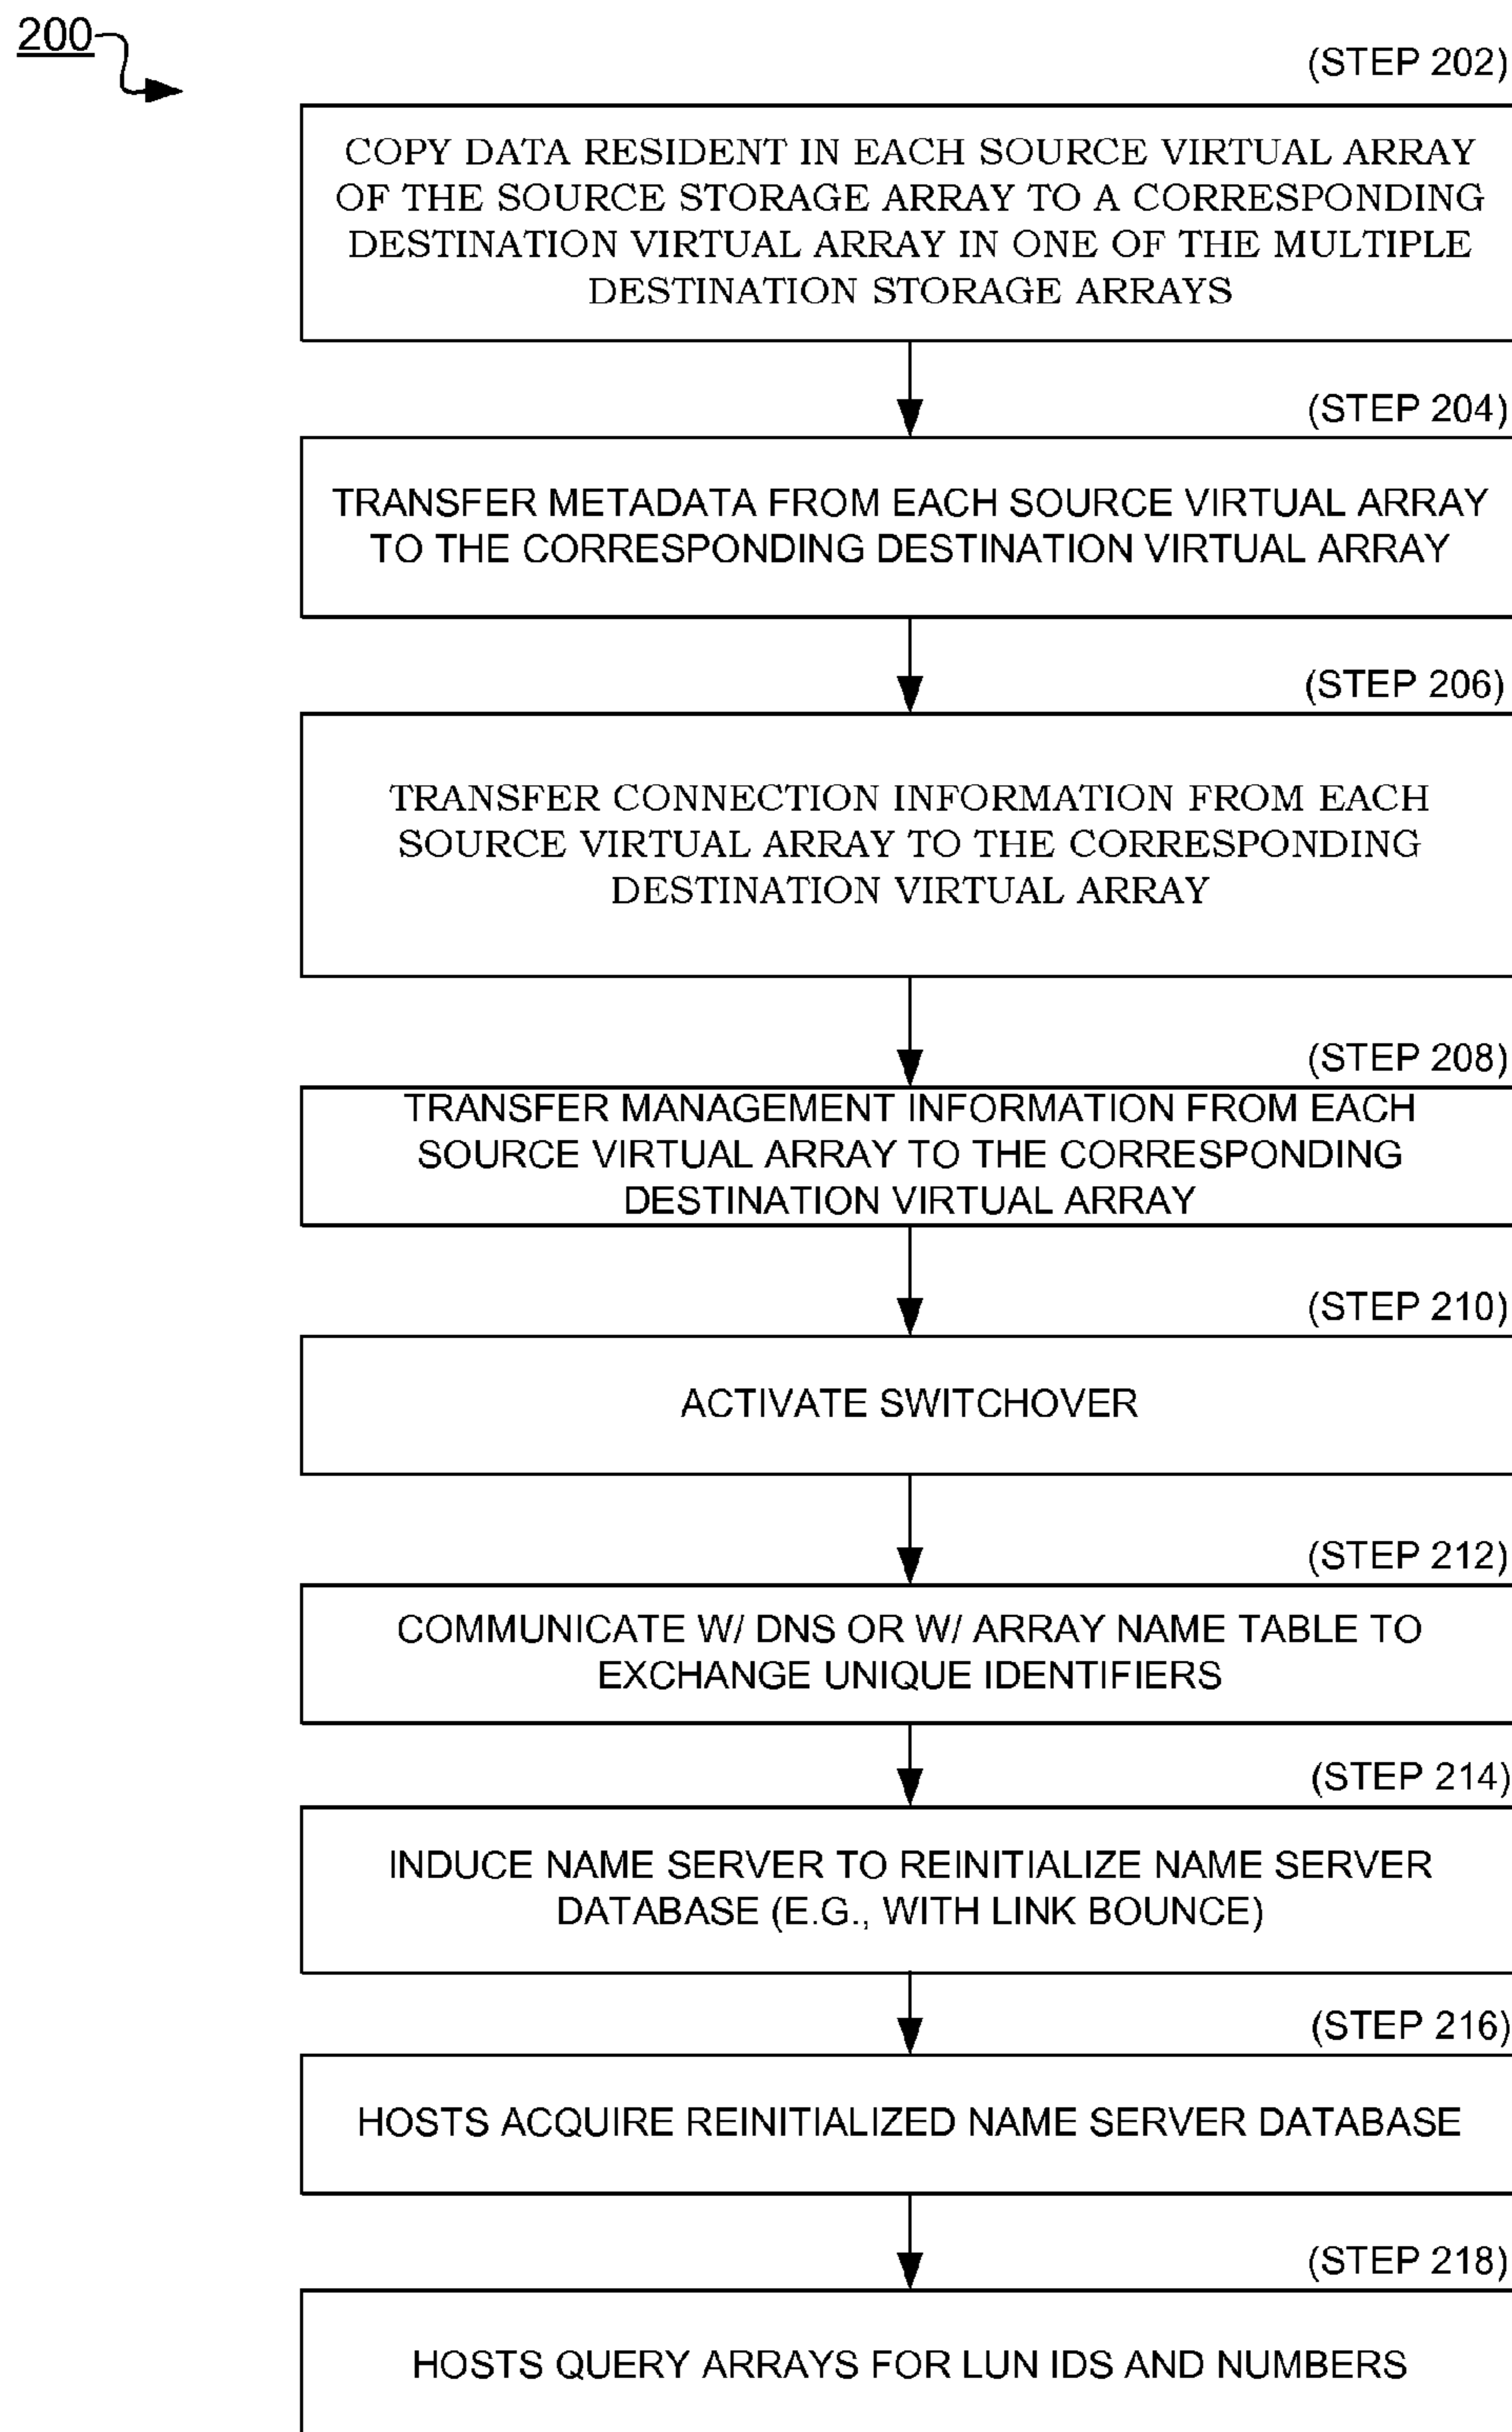 200
(STEP 202)
COPY DATA RESIDENT IN EACH SOURCE VIRTUAL ARRAY
OF THE SOURCE STORAGE ARRAY TO A CORRESPONDING
DESTINATION VIRTUAL ARRAY IN ONE OF THE MULTIPLE
DESTINATION STORAGE ARRAYS
(STEP 204)
TRANSFER METADATA FROM EACH SOURCE VIRTUAL ARRAY
TO THE CORRESPONDING DESTINATION VIRTUAL ARRAY
(STEP 206)
TRANSFER CONNECTION INFORMATION FROM EACH
SOURCE VIRTUAL ARRAY TO THE CORRESPONDING
DESTINATION VIRTUAL ARRAY
(STEP 208)
TRANSFER MANAGEMENT INFORMATION FROM EACH
SOURCE VIRTUAL ARRAY TO THE CORRESPONDING
DESTINATION VIRTUAL ARRAY
(STEP 210)
ACTIVATE SWITCHOVER
(STEP 212)
COMMUNICATE W/ DNS OR W/ ARRAY NAME TABLE TO
EXCHANGE UNIQUE IDENTIFIERS
(STEP 214)
INDUCE NAME SERVER TO REINITIALIZE NAME SERVER
DATABASE (E.G., WITH LINK BOUNCE)
(STEP 216)
HOSTS ACQUIRE REINITIALIZED NAME SERVER DATABASE
(STEP 218)
HOSTS QUERY ARRAYS FOR LUN IDS AND NUMBERS